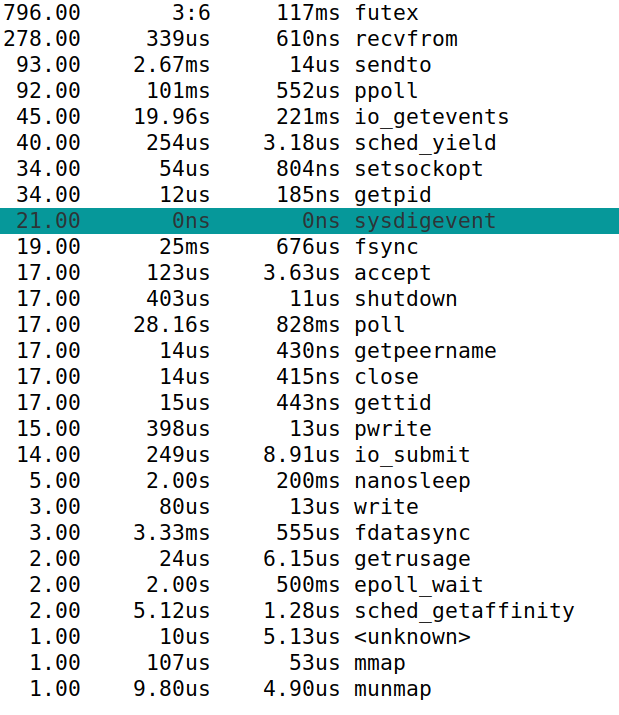 796.00 3:6 117ms futex
278.00 339us 610ns recvfrom
93.00 2.67ms 14us sendto
92.00 101ms 552us ppoll
45.00 19.96s 221ms io_getevents
40.00 254us 3.18us sched_yield
34.00 54us 804ns setsockopt
34.00 12us 185ns getpid
21.00 0ns 0ns sysdigevent
19.00 25ms 676us fsync
17.00 123us 3.63us accept
17.00 403us 11us shutdown
17.00 28.16s 828ms poll
17.00 14us 430ns getpeername
17.00 14us 415ns close
17.00 15us 443ns gettid
15.00 398us 13us pwrite
14.00 249us 8.91us io_submit
5.00 2.00s 200ms nanosleep
3.00 80us 13us write
3.00 3.33ms 555us fdatasync
2.00 24us 6.15us getrusage
2.00 2.00s 500ms epoll_wait
2.00 5.12us 1.28us sched_getaffinity
1.00 10us 5.13us <unknown>
1.00 107us 53us mmap
1.00 9.80us 4.90us munmap